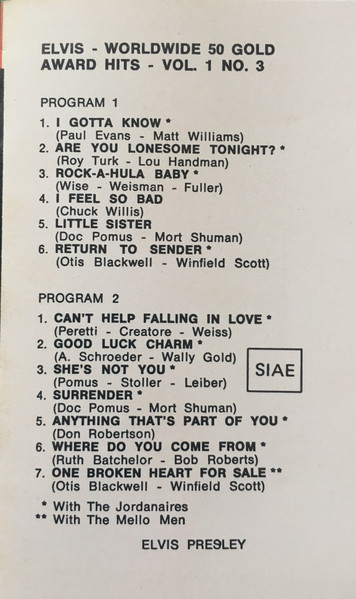 ELVIS - WORLDWIDE 50 GOLD
AWARD HITS - VOL. 1 NO. 3
PROGRAM 1
1. I GOTTA KNOW *
(Paul Evans - Matt Williams)
2. ARE YOU LONESOME TONIGHT? *
(Roy Turk - Lou Handman)
3. ROCK-A-HULA BABY *
(Wise - Weisman - Fuller)
4. I FEEL SO BAD
(Chuck Willis)
5. LITTLE SISTER
(Doc Pomus - Mort Shuman)
6. RETURN TO SENDER *
(Otis Blackwell - Winfield Scott)
PROGRAM 2
1. CAN'T HELP FALLING IN LOVE *
(Peretti - Creatore - Weiss)
2. GOOD LUCK CHARM *
(A. Schroeder - Wally Gold)
3. SHE'S NOT YOU *
(Pomus - Stoller - Leiber)
SIAE
4. SURRENDER *
(Doc Pomus - Mort Shuman)
5. ANYTHING THAT'S PART OF YOU *
(Don Robertson)
6. WHERE DO YOU COME FROM *
(Ruth Batchelor - Bob Roberts)
7. ONE BROKEN HEART FOR SALE **
(Otis Blackwell - Winfield Scott)
* With The Jordanaires
** With The Mello Men
ELVIS PRESLEY